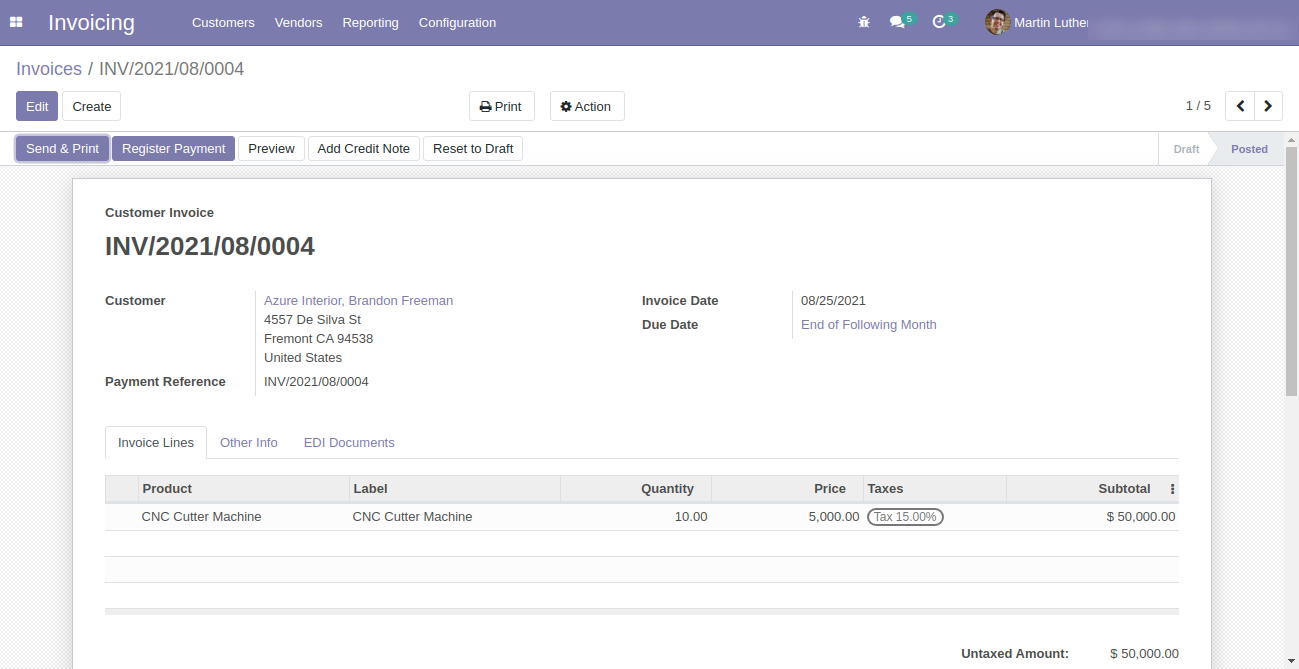 Invoicing Customers Vendors Reporting Configuration 5 3 Martin Luther
Invoices / INV/2021/08/0004
Edit Create Print Action 1 / 5
Send & Print Register Payment Preview Add Credit Note Reset to Draft Draft Posted
Customer Invoice
INV/2021/08/0004
Customer Azure Interior, Brandon Freeman Invoice Date 08/25/2021
4557 De Silva St
Due Date End of Following Month
Fremont CA 94538
United States
Payment Reference INV/2021/08/0004
Invoice Lines Other Info EDI Documents
Product Label Quantity Price Taxes Subtotal
CNC Cutter Machine CNC Cutter Machine 10.00 5,000.00 Tax 15.00% $ 50,000.00
Untaxed Amount: $ 50,000.00